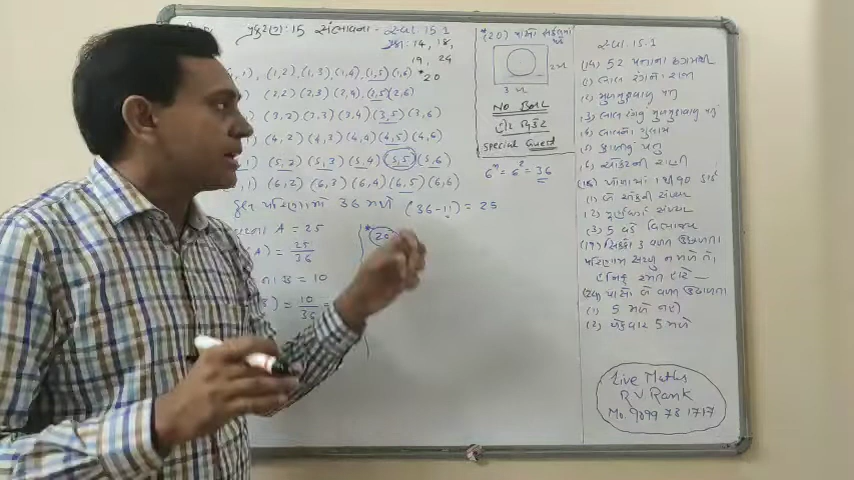 પ્રકરણ: 15 સંભાવના - સ્વા 15.1
14, 18,
19, 24
*20
, 1), (1,2), (1,3), (1,4), (1,5) (1,6)
(2,2), (2,3) (2,4), (2,5) (2,6)
(3,2) (3,3) (3,4), (3,5) (3,6)
) (4,2) (4,3) (4,4) (4,5) (4,6)
1) (5,2) (5,3) (5,4) (5,5) (5,6)
1) (6,2) (6,3) (6,4) (6,5) (6,6)
કુલ પરિણામો 36 માંથી (36-11) = 25
ઘટના A = 25
A) = 25/36
ના B = 10
B) = 10/36
*20
*(20)
3 મી
2 મી
No Ball
હીટ વિકેટ
Special Guest
6ⁿ = 6² = 36
સ્વા 15.1
(14) 52 પત્તાના
(1) લાલ રંગનો રાજા
(2) મુખમુદ્રાવાળુ પત્તુ
(3) લાલ રંગનું મુખમુદ્રાવાળું પત્તું
(4) લાલનો ગુલામ
(5) કાળીનું પત્તુ
(6) ચોકટની રાણી
(18) ખોખામાં 1 થી 90 કાર્ડ
(1) બે અંકની સંખ્યા
(2) પૂર્ણવર્ગ સંખ્યા
(3) 5 વડે વિભાજ્ય
(19) સિક્કો 3 વખત ઉછાળતા
પરિણામ સરખુ ન મળે તો
હનિફ રમત હારે —
(24) પાસો બે વખત ઉછાળતા
(1) 5 મળે નહીં
(2) એકવાર 5 મળે
Live Maths
R V Rank
Mo. 9099 78 1717